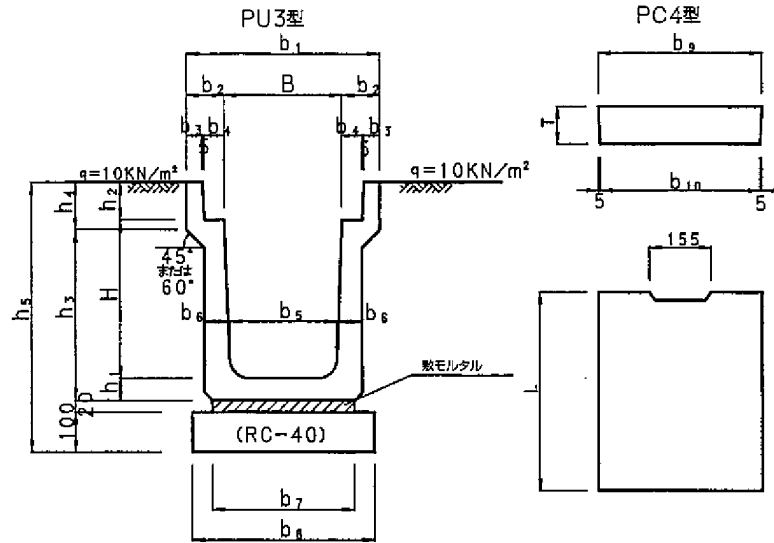 PU3型
PC4型
b₁
b₉
b₂ B b₂
b₃ b₄ b₄ b₃
5 5
T
q=10KN/m²
q=10KN/m²
b₁₀
5 5
h₄
h₂
155
45°
または
60°
H
h₃
h₅
b₆ b₅ b₆
L
h₁
敷モルタル
20
100
(RC-40)
b₇
b₈